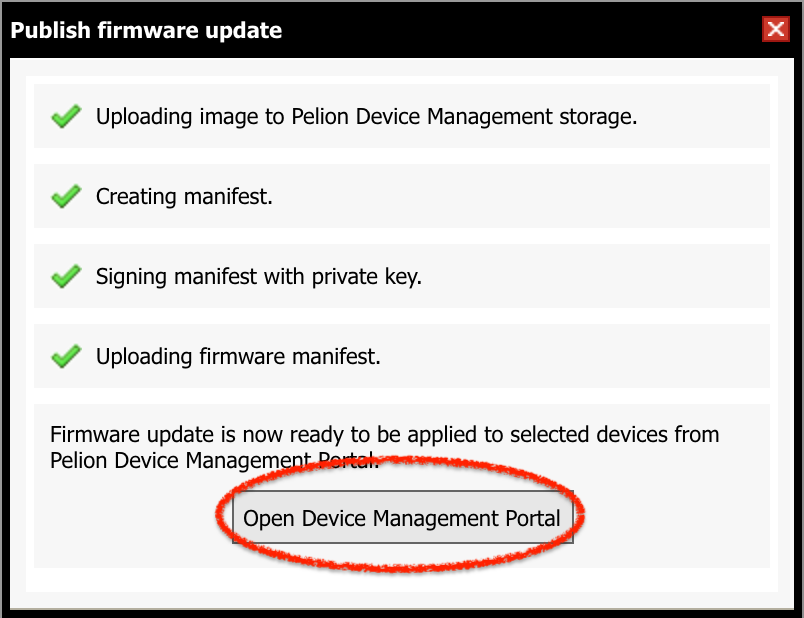 Publish firmware update
Uploading image to Pelion Device Management storage.
Creating manifest.
Signing manifest with private key.
Uploading firmware manifest.
Firmware update is now ready to be applied to selected devices from
Pelion Device Management Portal.
Open Device Management Portal